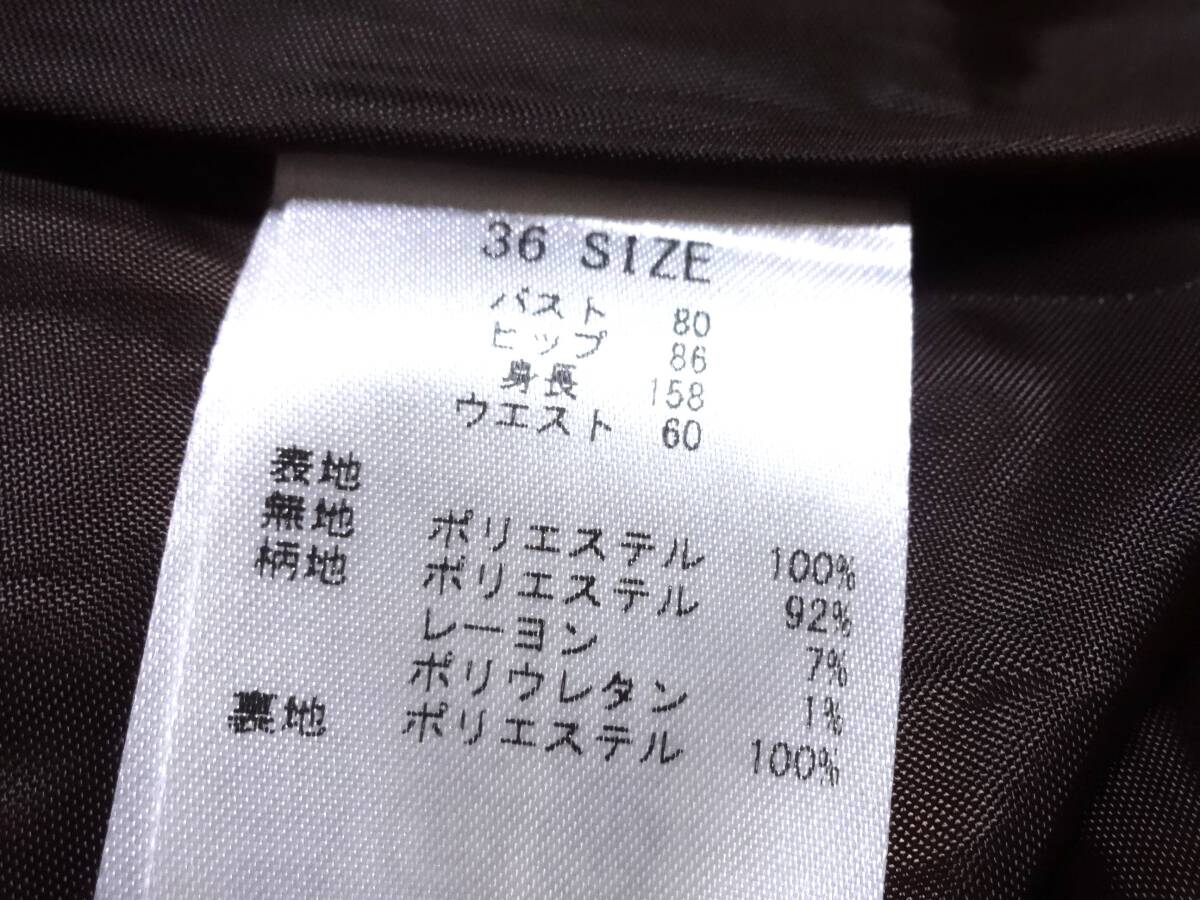 36 SIZE
バスト 80
ヒップ 86
身長 158
ウエスト 60
表地
無地 ポリエステル 100%
柄地 ポリエステル 92%
レーヨン 7%
ポリウレタン 1%
裏地 ポリエステル 100%